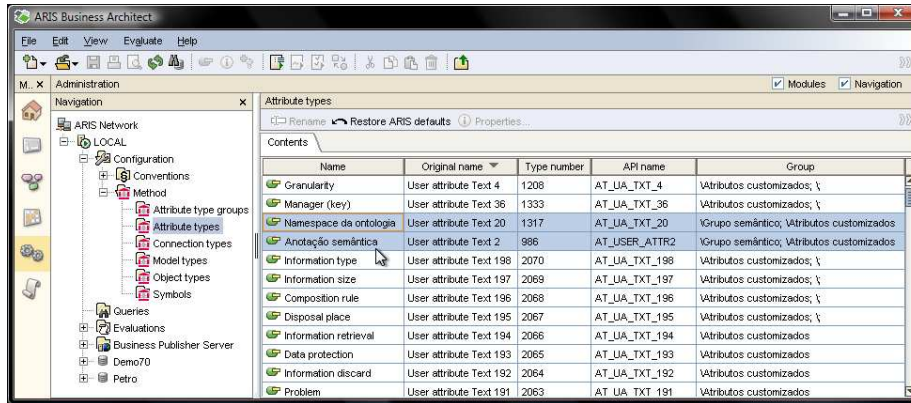 ARIS Business Architect
File Edit View Evaluate Help
M.. Administration Modules Navigation
Navigation
ARIS Network
LOCAL
Configuration
Conventions
Method
Attribute type groups
Attribute types
Connection types
Model types
Object types
Symbols
Queries
Evaluations
Business Publisher Server
Demo70
Petro
Attribute types
Rename Restore ARIS defaults Properties...
Contents
Name Original name Type number API name Group
Granularity User attribute Text 4 1208 AT_UA_TXT_4 \Atributos customizados; \;
Manager (key) User attribute Text 36 1333 AT_UA_TXT_36 \Atributos customizados; \;
Namespace da ontologia User attribute Text 20 1317 AT_UA_TXT_20 \Grupo semântico; \Atributos customizados
Anotação semântica User attribute Text 2 986 AT_USER_ATTR2 \Grupo semântico; \Atributos customizados
Information type User attribute Text 198 2070 AT_UA_TXT_198 \Atributos customizados; \;
Information size User attribute Text 197 2069 AT_UA_TXT_197 \Atributos customizados; \;
Composition rule User attribute Text 196 2068 AT_UA_TXT_196 \Atributos customizados; \;
Disposal place User attribute Text 195 2067 AT_UA_TXT_195 \Atributos customizados; \;
Information retrieval User attribute Text 194 2066 AT_UA_TXT_194 \Atributos customizados
Data protection User attribute Text 193 2065 AT_UA_TXT_193 \Atributos customizados
Information discard User attribute Text 192 2064 AT_UA_TXT_192 \Atributos customizados
Problem User attribute Text 191 2063 AT_UA_TXT_191 \Atributos customizados